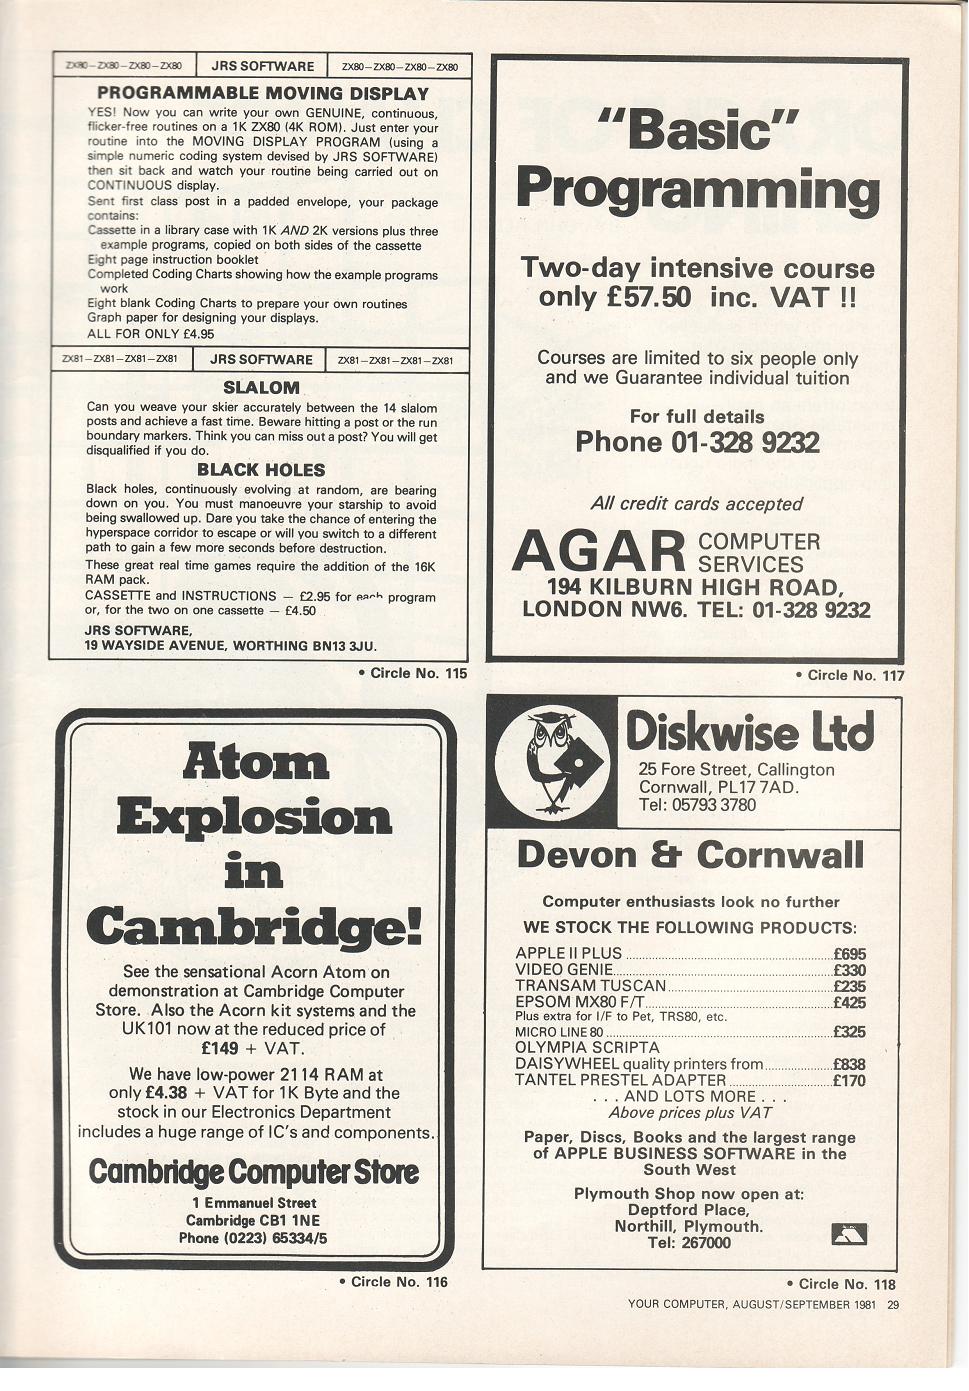 ZX80—ZX80—ZX80—ZX80
JRS SOFTWARE
ZX80—ZX80—ZX80—ZX80
PROGRAMMABLE MOVING DISPLAY
YES! Now you can write your own GENUINE, continuous,
flicker-free routines on a 1K ZX80 (4K ROM). Just enter your
routine into the MOVING DISPLAY PROGRAM (using a
simple numeric coding system devised by JRS SOFTWARE)
then sit back and watch your routine being carried out on
CONTINUOUS display.
Sent first class post in a padded envelope, your package
contains:
Cassette in a library case with 1K AND 2K versions plus three
example programs, copied on both sides of the cassette
Eight page instruction booklet
Completed Coding Charts showing how the example programs
work
Eight blank Coding Charts to prepare your own routines
Graph paper for designing your displays.
ALL FOR ONLY £4.95
ZX81—ZX81—ZX81—ZX81
JRS SOFTWARE
ZX81—ZX81—ZX81—ZX81
SLALOM
Can you weave your skier accurately between the 14 slalom
posts and achieve a fast time. Beware hitting a post or the run
boundary markers. Think you can miss out a post? You will get
disqualified if you do.
BLACK HOLES
Black holes, continuously evolving at random, are bearing
down on you. You must manoeuvre your starship to avoid
being swallowed up. Dare you take the chance of entering the
hyperspace corridor to escape or will you switch to a different
path to gain a few more seconds before destruction.
These great real time games require the addition of the 16K
RAM pack.
CASSETTE and INSTRUCTIONS — £2.95 for each program
or, for the two on one cassette — £4.50
JRS SOFTWARE,
19 WAYSIDE AVENUE, WORTHING BN13 3JU.
• Circle No. 115
"Basic"
Programming
Two-day intensive course
only £57.50 inc. VAT !!
Courses are limited to six people only
and we Guarantee individual tuition
For full details
Phone 01-328 9232
All credit cards accepted
AGAR COMPUTER
SERVICES
194 KILBURN HIGH ROAD,
LONDON NW6. TEL: 01-328 9232
• Circle No. 117
Atom
Explosion
in
Cambridge!
See the sensational Acorn Atom on
demonstration at Cambridge Computer
Store. Also the Acorn kit systems and the
UK101 now at the reduced price of
£149 + VAT.
We have low-power 2114 RAM at
only £4.38 + VAT for 1K Byte and the
stock in our Electronics Department
includes a huge range of IC's and components.
Cambridge Computer Store
1 Emmanuel Street
Cambridge CB1 1NE
Phone (0223) 65334/5
• Circle No. 116
Diskwise Ltd
25 Fore Street, Callington
Cornwall, PL17 7AD.
Tel: 05793 3780
Devon & Cornwall
Computer enthusiasts look no further
WE STOCK THE FOLLOWING PRODUCTS:
APPLE II PLUS ........ £695
VIDEO GENIE ........ £330
TRANSAM TUSCAN ........ £235
EPSOM MX80 F/T ........ £425
Plus extra for I/F to Pet, TRS80, etc.
MICRO LINE 80 ........ £325
OLYMPIA SCRIPTA
DAISYWHEEL quality printers from ........ £838
TANTEL PRESTEL ADAPTER ........ £170
. . . AND LOTS MORE . . .
Above prices plus VAT
Paper, Discs, Books and the largest range
of APPLE BUSINESS SOFTWARE in the
South West
Plymouth Shop now open at:
Deptford Place,
Northill, Plymouth.
Tel: 267000
• Circle No. 118
YOUR COMPUTER, AUGUST/SEPTEMBER 1981 29